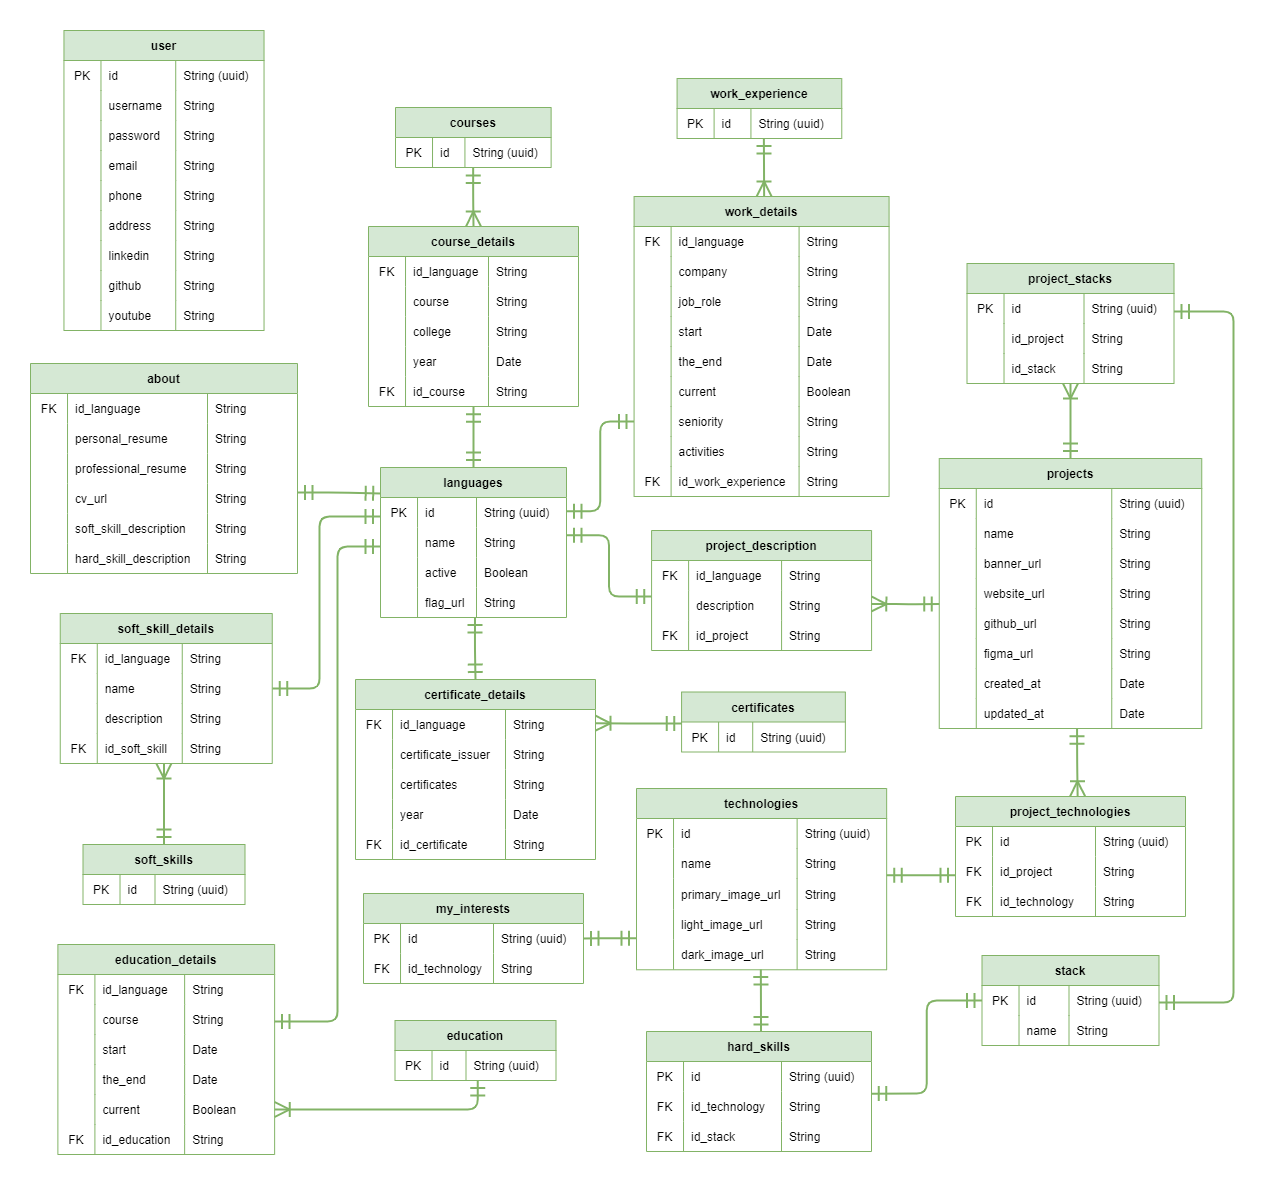 user
PK id String (uuid)
username String
password String
email String
phone String
address String
linkedin String
github String
youtube String
courses
PK id String (uuid)
work_experience
PK id String (uuid)
course_details
FK id_language String
course String
college String
year Date
FK id_course String
work_details
FK id_language String
company String
job_role String
start Date
the_end Date
current Boolean
seniority String
activities String
FK id_work_experience String
project_stacks
PK id String (uuid)
id_project String
id_stack String
about
FK id_language String
personal_resume String
professional_resume String
cv_url String
soft_skill_description String
hard_skill_description String
languages
PK id String (uuid)
name String
active Boolean
flag_url String
project_description
FK id_language String
description String
FK id_project String
projects
PK id String (uuid)
name String
banner_url String
website_url String
github_url String
figma_url String
created_at Date
updated_at Date
soft_skill_details
FK id_language String
name String
description String
FK id_soft_skill String
certificate_details
FK id_language String
certificate_issuer String
certificates String
year Date
FK id_certificate String
certificates
PK id String (uuid)
technologies
PK id String (uuid)
name String
primary_image_url String
light_image_url String
dark_image_url String
project_technologies
PK id String (uuid)
FK id_project String
FK id_technology String
soft_skills
PK id String (uuid)
my_interests
PK id String (uuid)
FK id_technology String
education_details
FK id_language String
course String
start Date
the_end Date
current Boolean
FK id_education String
education
PK id String (uuid)
hard_skills
PK id String (uuid)
FK id_technology String
FK id_stack String
stack
PK id String (uuid)
name String